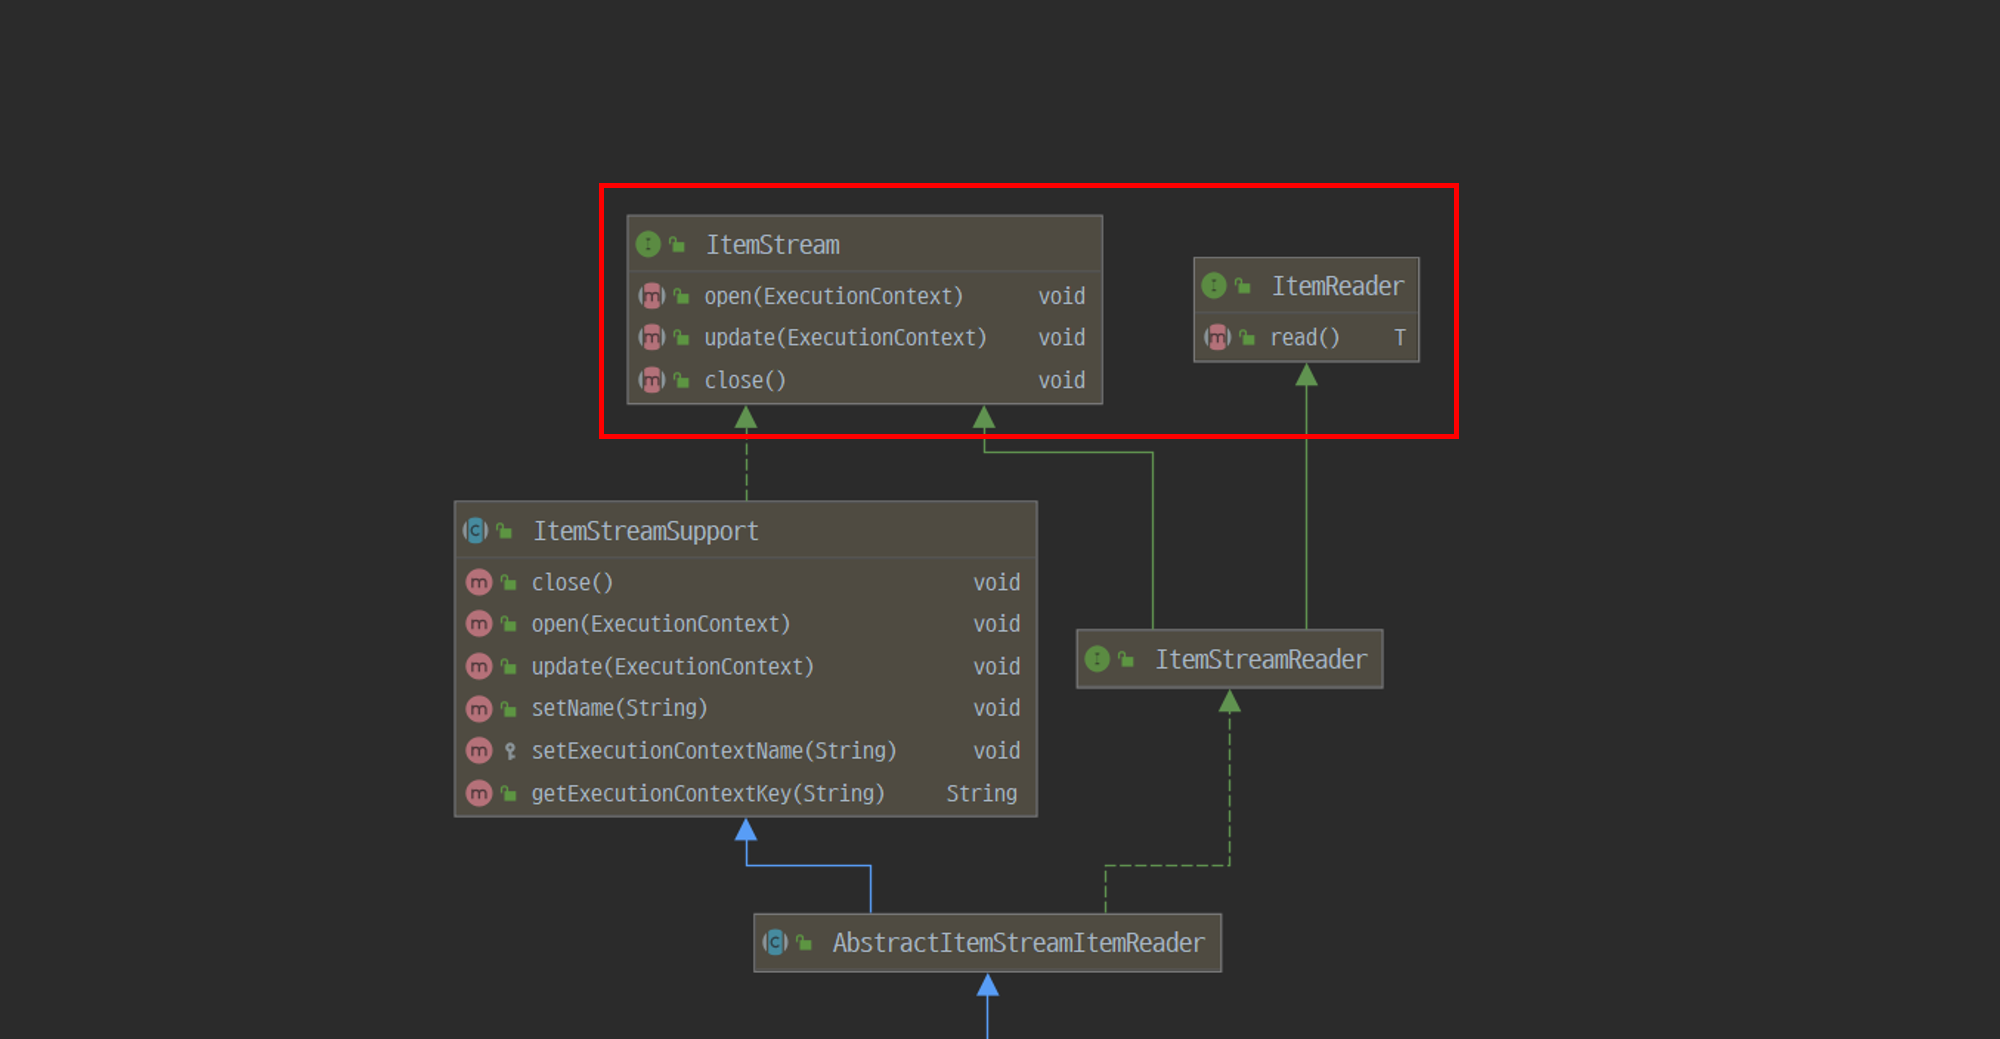 ItemStream
open(ExecutionContext) void
update(ExecutionContext) void
close() void
ItemReader
read() T
ItemStreamSupport
close() void
open(ExecutionContext) void
update(ExecutionContext) void
setName(String) void
setExecutionContextName(String) void
getExecutionContextKey(String) String
ItemStreamReader
AbstractItemStreamItemReader